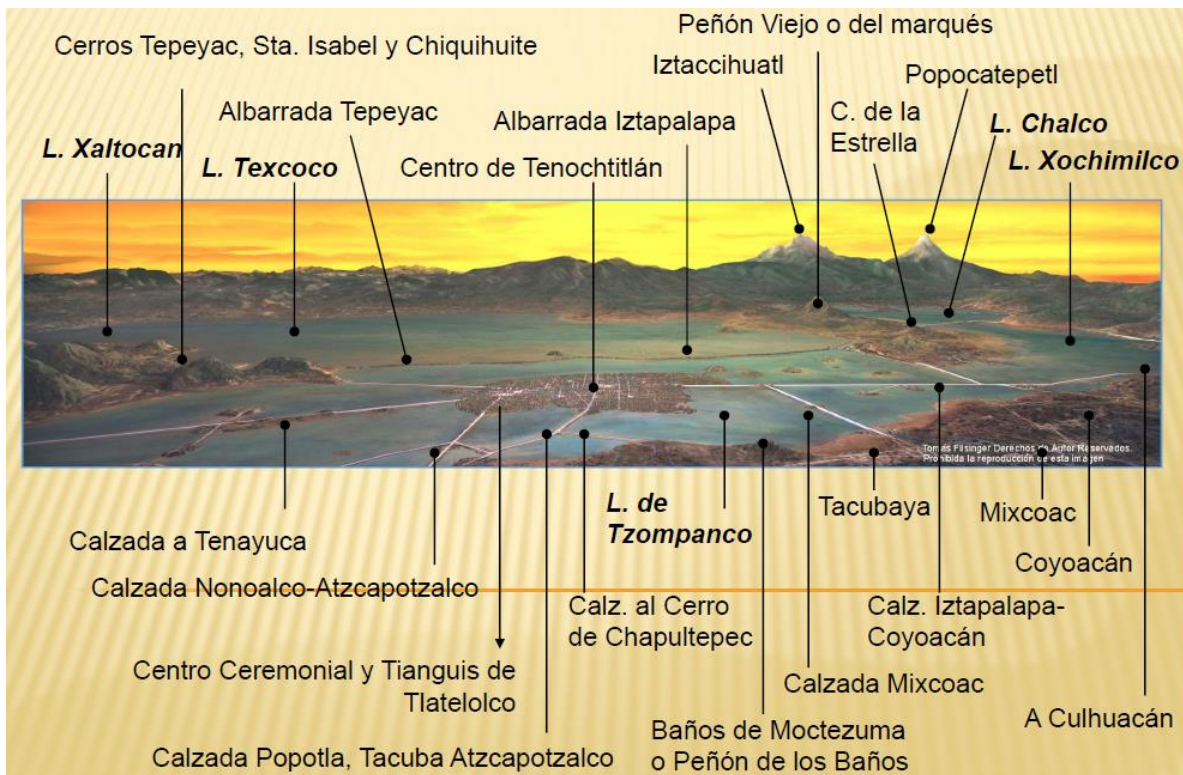 Peñón Viejo o del marqués
Cerros Tepeyac, Sta. Isabel y Chiquihuite
Iztaccihuatl
Popocatepetl
Albarrada Tepeyac
Albarrada Iztapalapa
C. de la
Estrella
L. Chalco
L. Xaltocan
L. Texcoco
Centro de Tenochtitlán
L. Xochimilco
Tomás Filsinger Derechos de Autor Reservados.
Prohibida la reproducción de esta imagen
L. de
Tzompanco
Tacubaya
Mixcoac
Calzada a Tenayuca
Coyoacán
Calzada Nonoalco-Atzcapotzalco
Calz. al Cerro
de Chapultepec
Calz. Iztapalapa-
Coyoacán
Centro Ceremonial y Tianguis de
Tlatelolco
Calzada Mixcoac
A Culhuacán
Baños de Moctezuma
o Peñón de los Baños
Calzada Popotla, Tacuba Atzcapotzalco